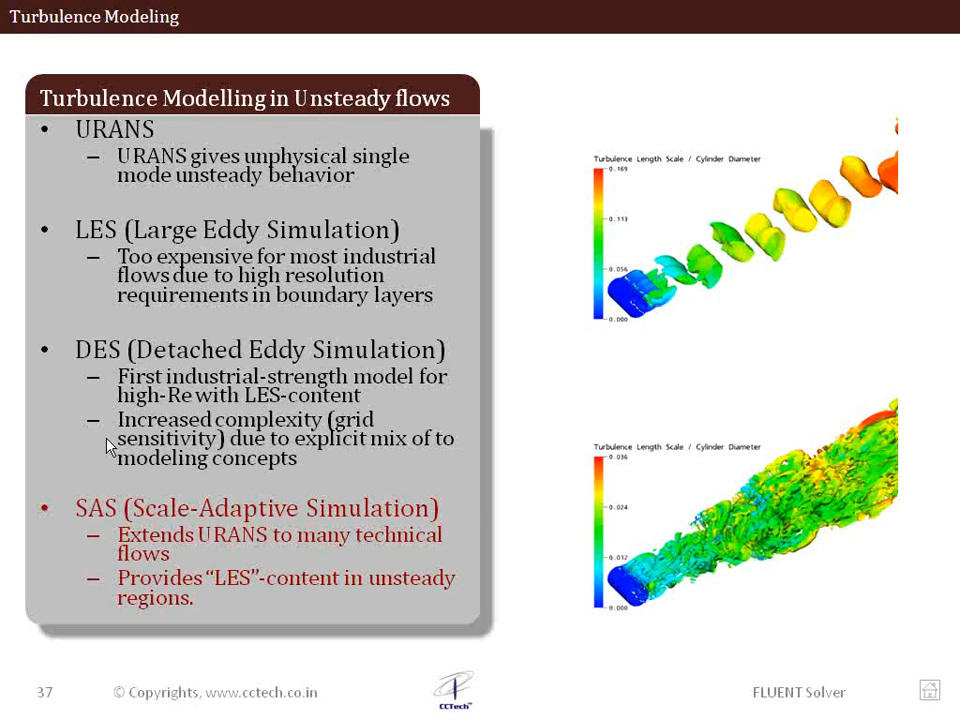 Turbulence Modeling
Turbulence Modelling in Unsteady flows
• URANS
– URANS gives unphysical single
mode unsteady behavior
• LES (Large Eddy Simulation)
– Too expensive for most industrial
flows due to high resolution
requirements in boundary layers
• DES (Detached Eddy Simulation)
– First industrial-strength model for
high-Re with LES-content
– Increased complexity (grid
sensitivity) due to explicit mix of to
modeling concepts
• SAS (Scale-Adaptive Simulation)
– Extends URANS to many technical
flows
– Provides “LES”-content in unsteady
regions.
Turbulence Length Scale / Cylinder Diameter
0.169
0.113
0.056
0.000
Turbulence Length Scale / Cylinder Diameter
0.036
0.024
0.012
0.000
37
© Copyrights, www.cctech.co.in
CCTech™
FLUENT Solver